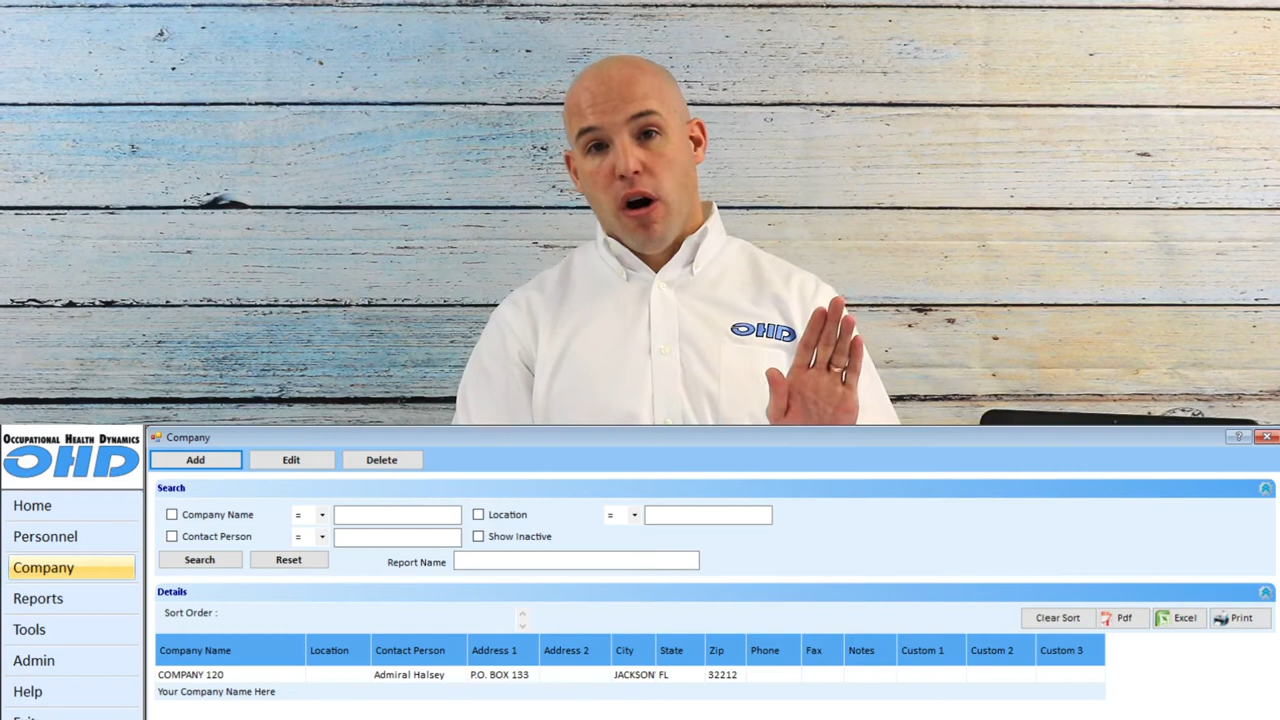 OHD
OCCUPATIONAL HEALTH DYNAMICS
OHD
Home
Personnel
Company
Reports
Tools
Admin
Help
Company
?
Add Edit Delete
Search
Company Name = Location =
Contact Person = Show Inactive
Search Reset Report Name
Details
Sort Order : Clear Sort Pdf Excel Print
Company Name Location Contact Person Address 1 Address 2 City State Zip Phone Fax Notes Custom 1 Custom 2 Custom 3
COMPANY 120 Admiral Halsey P.O. BOX 133 JACKSON FL 32212
Your Company Name Here